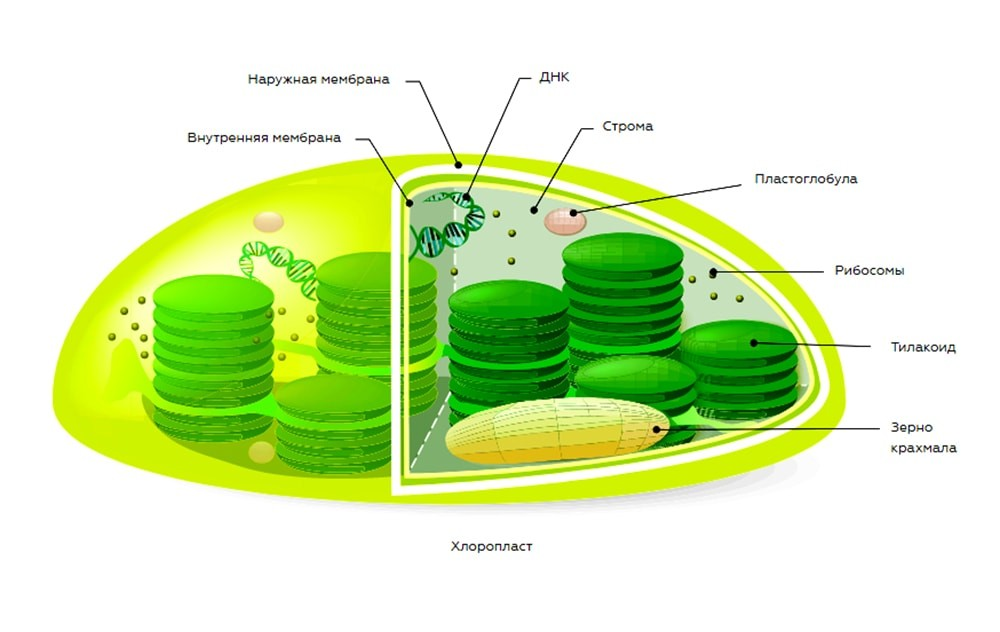 Наружная мембрана
ДНК
Строма
Внутренняя мембрана
Пластоглобула
Рибосомы
Тилакоид
Зерно
крахмала
Хлоропласт